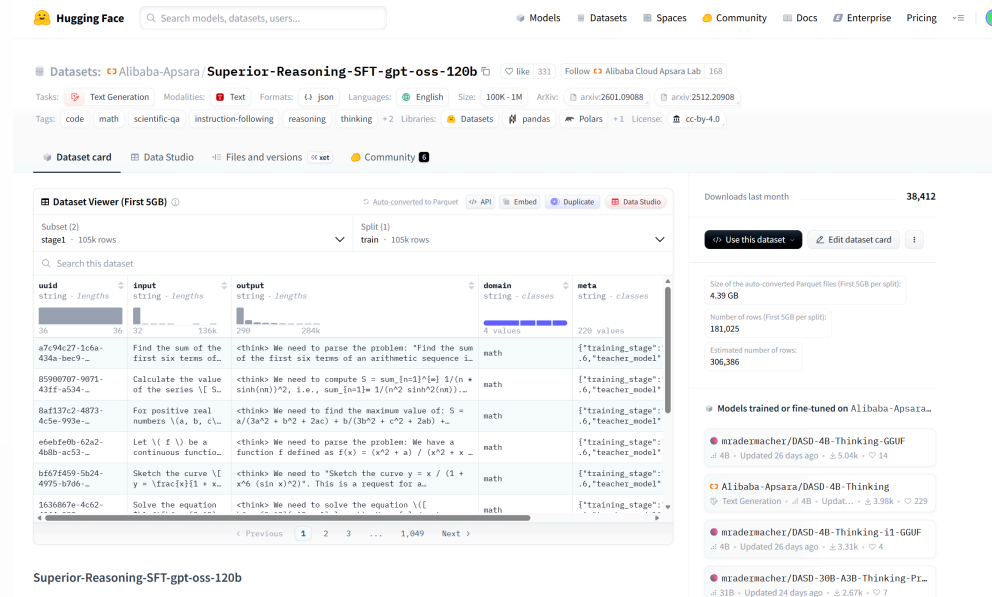 Hugging Face
Search models, datasets, users...
Models
Datasets
Spaces
Community
Docs
Enterprise
Pricing
Datasets: Alibaba-Apsara/Superior-Reasoning-SFT-gpt-oss-120b
like 331
Follow Alibaba Cloud Apsara Lab 168
Tasks: Text Generation Modalities: Text Formats: json Languages: English Size: 100K - 1M ArXiv: arxiv:2601.09088 arxiv:2512.20908
Tags: code math scientific-qa instruction-following reasoning thinking +2 Libraries: Datasets pandas Polars +1 License: cc-by-4.0
Dataset card
Data Studio
Files and versions xet
Community 6
Dataset Viewer (First 5GB)
Auto-converted to Parquet API Embed Duplicate Data Studio
Subset (2)
stage1 · 105k rows
Split (1)
train · 105k rows
Search this dataset
uuid input output domain meta
string · lengths string · lengths string · lengths string · classes string · classes
36 36 32 136k 290 284k 4 values 220 values
a7c94c27-1c6a-434a-bec9-… Find the sum of the first six terms of… <think> We need to parse the problem: "Find the sum of the first six terms of an arithmetic sequence i… math {"training_stage": .6,"teacher_model"
85900707-9071-43ff-a534-… Calculate the value of the series \[ S… <think> We need to compute S = sum_{n=1}^{∞} 1/(n * sinh(nπ))^2, i.e., sum_{n=1}∞ 1/(n^2 sinh^2(nπ)).… math {"training_stage": .6,"teacher_model"
8af137c2-4873-4c5e-993e-… For positive real numbers \(a, b, c\… <think> We need to find the maximum value of: S = a/(3a^2 + b^2 + 2ac) + b/(3b^2 + c^2 + 2ab) +… math {"training_stage": .6,"teacher_model"
e6ebfe0b-62a2-4b8b-ac53-… Let \( f \) be a continuous functio… <think> We need to parse the problem: We have a function f defined as f(x) = (x^2 + a) / (x^2 + x … math {"training_stage": .6,"teacher_model"
bf67f459-5b24-4975-b7d6-… Sketch the curve \[ y = \frac{x}{1 + x… <think> We need to "Sketch the curve y = x / (1 + x^6 (sin x)^2)". This is a request for a… math {"training_stage": .6,"teacher_model"
1636867e-4c62- Solve the equation <think> We need to solve the equation \([ math {"training_stage":
Previous 1 2 3 ... 1,049 Next
Superior-Reasoning-SFT-gpt-oss-120b
Downloads last month
38,412
Use this dataset
Edit dataset card
Size of the auto-converted Parquet files (First 5GB per split):
4.39 GB
Number of rows (First 5GB per split):
181,025
Estimated number of rows:
306,386
Models trained or fine-tuned on Alibaba-Apsara…
mradermacher/DASD-4B-Thinking-GGUF
4B · Updated 26 days ago · 5.04k · 14
Alibaba-Apsara/DASD-4B-Thinking
Text Generation · 4B · Updat… · 3.98k · 229
mradermacher/DASD-4B-Thinking-i1-GGUF
4B · Updated 26 days ago · 3.31k · 4
mradermacher/DASD-30B-A3B-Thinking-Pr…
31B · Updated 24 days ago · 2.67k · 7